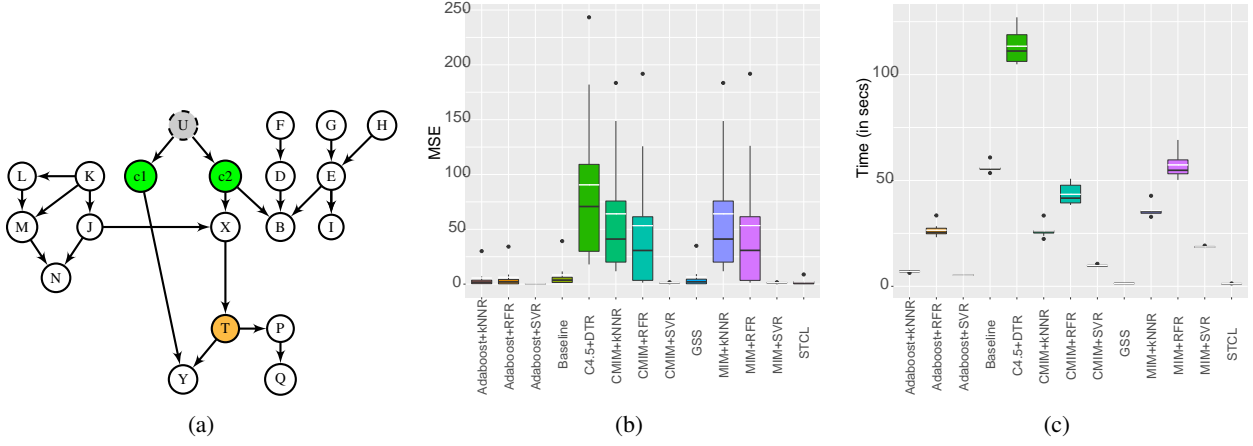 U
F
G
H
L
K
c1
c2
D
E
M
J
X
B
I
N
T
P
Y
Q
(a)
MSE
250
200
150
100
50
0
Adaboost+kNNR
Adaboost+RFR
Adaboost+SVR
Baseline
C4.5+DTR
CMIM+kNNR
CMIM+RFR
CMIM+SVR
GSS
MIM+kNNR
MIM+RFR
MIM+SVR
STCL
(b)
Time (in secs)
100
50
0
Adaboost+kNNR
Adaboost+RFR
Adaboost+SVR
Baseline
C4.5+DTR
CMIM+kNNR
CMIM+RFR
CMIM+SVR
GSS
MIM+kNNR
MIM+RFR
MIM+SVR
STCL
(c)